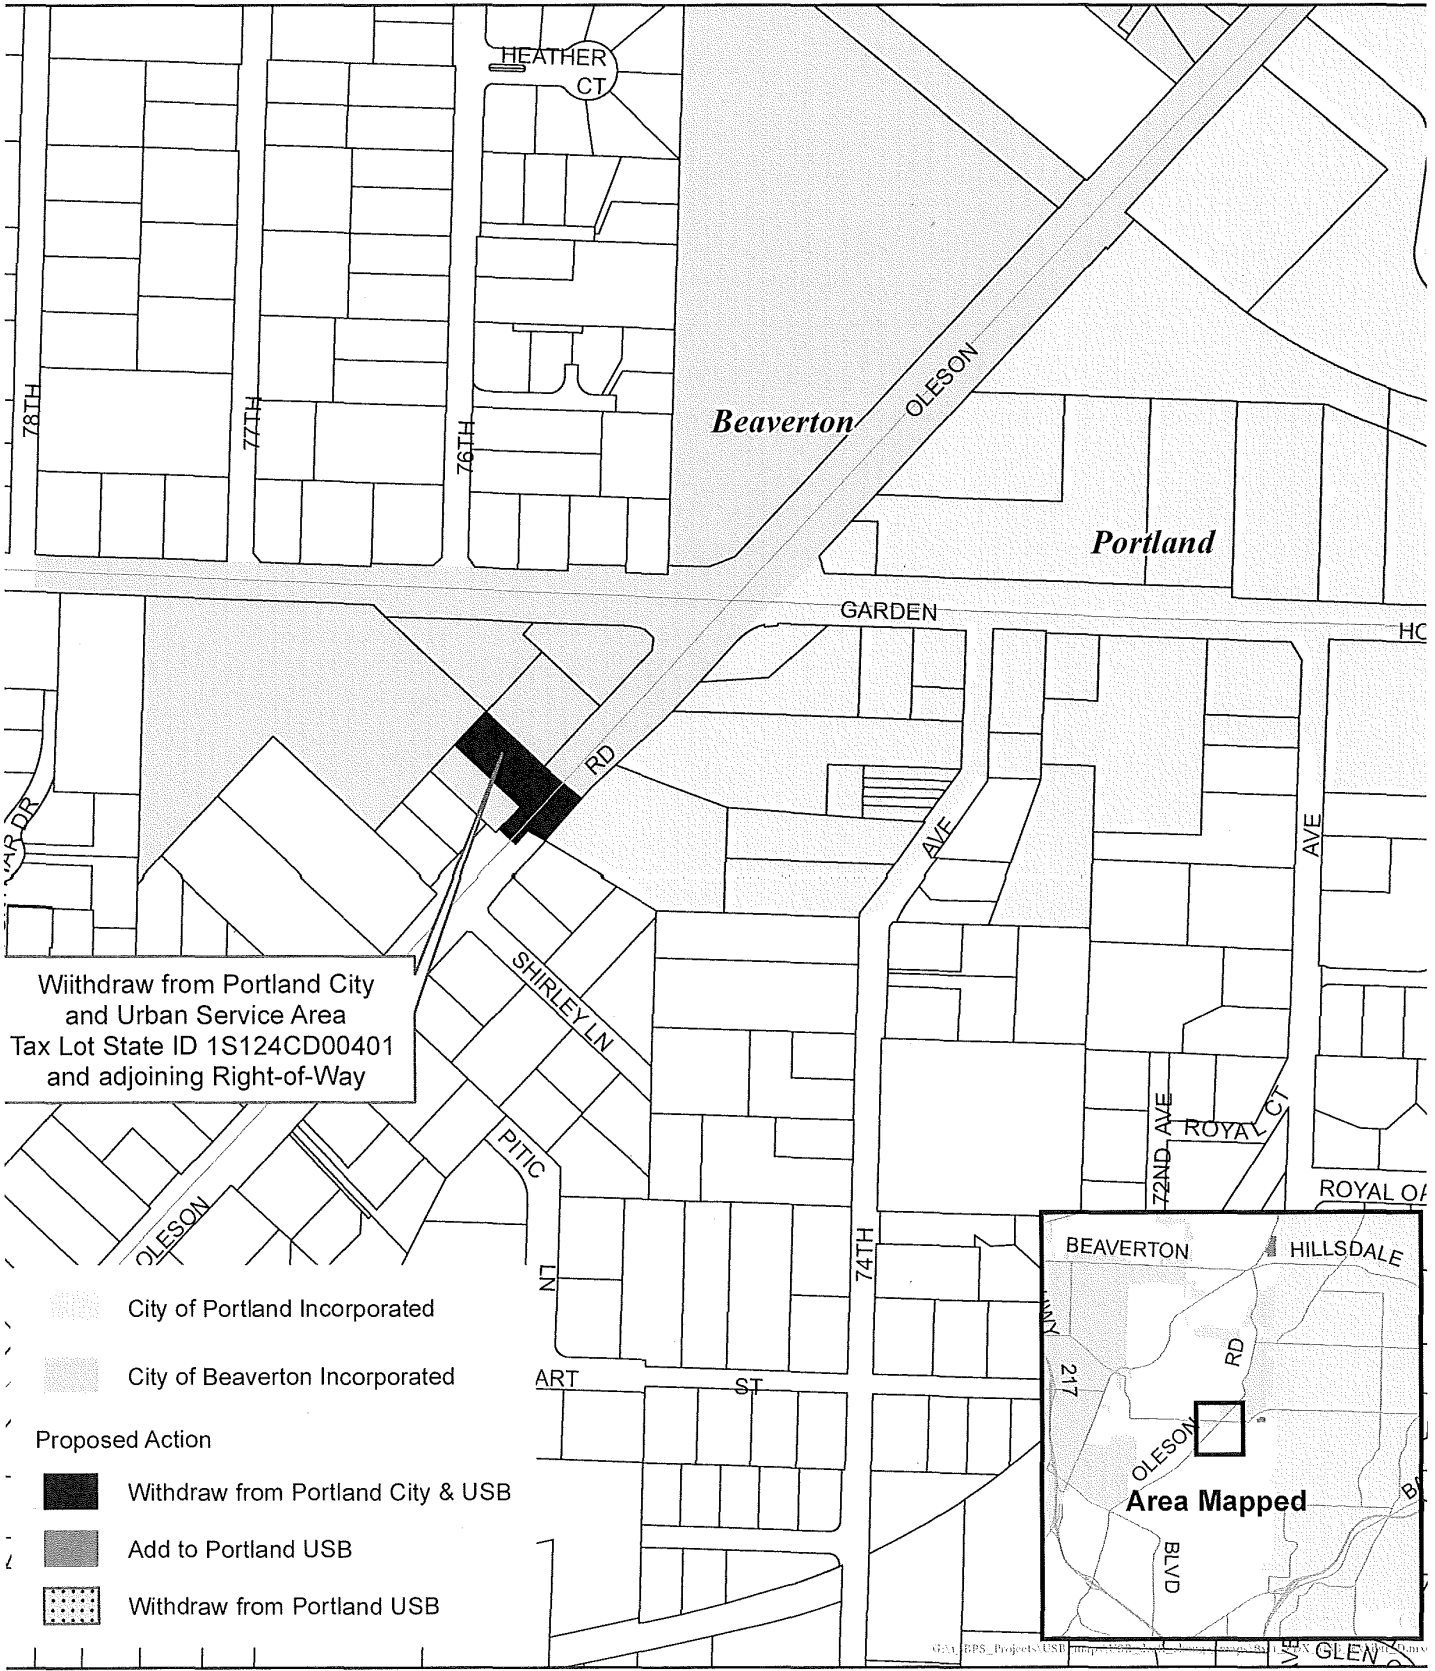 HEATHER
CT
78TH
77TH
76TH
OLESON
Beaverton
Portland
GARDEN
HO
RD
AVE
AVE
DR
Wiithdraw from Portland City
and Urban Service Area
Tax Lot State ID 1S124CD00401
and adjoining Right-of-Way
SHIRLEY LN
PITIC
LN
72ND AVE
ROYAL CT
ROYAL OA
OLESON
74TH
ART
ST
City of Portland Incorporated
City of Beaverton Incorporated
Proposed Action
Withdraw from Portland City & USB
Add to Portland USB
Withdraw from Portland USB
BEAVERTON
HILLSDALE
HWY
217
RD
OLESON
Area Mapped
BLVD
BA
GLEN